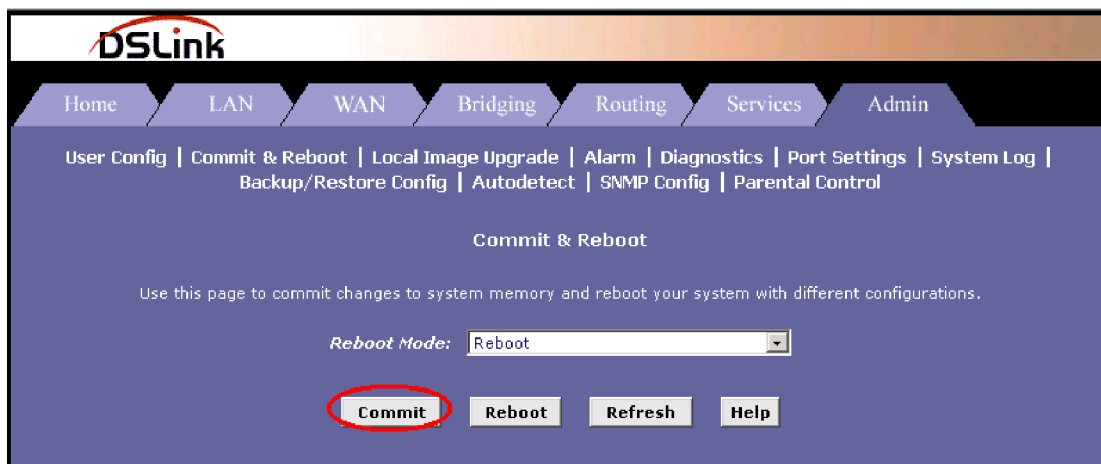 DSLink
Home LAN WAN Bridging Routing Services Admin
User Config | Commit & Reboot | Local Image Upgrade | Alarm | Diagnostics | Port Settings | System Log |
Backup/Restore Config | Autodetect | SNMP Config | Parental Control
Commit & Reboot
Use this page to commit changes to system memory and reboot your system with different configurations.
Reboot Mode: Reboot
Commit Reboot Refresh Help